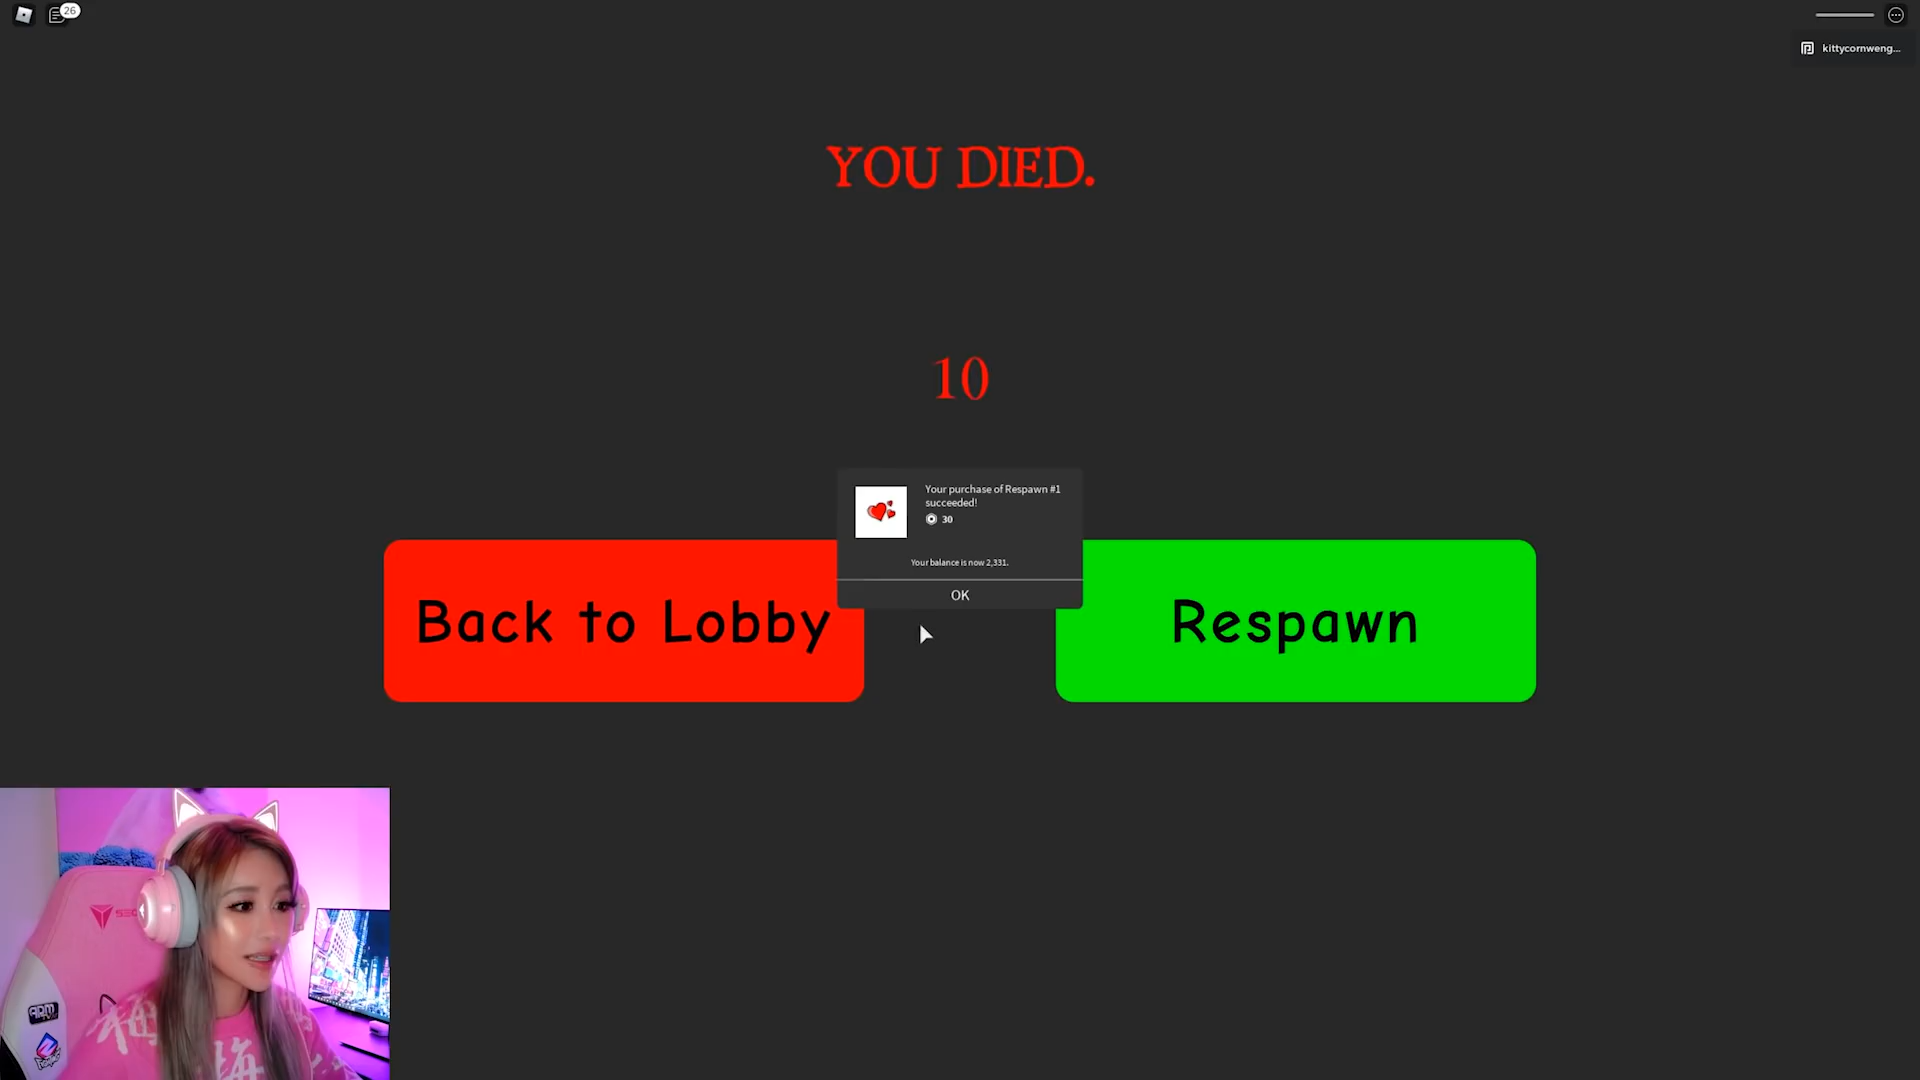 26
kittycornweng...
YOU DIED.
10
Your purchase of Respawn #1
succeeded!
30
Your balance is now 2,331.
OK
Back to Lobby
Respawn